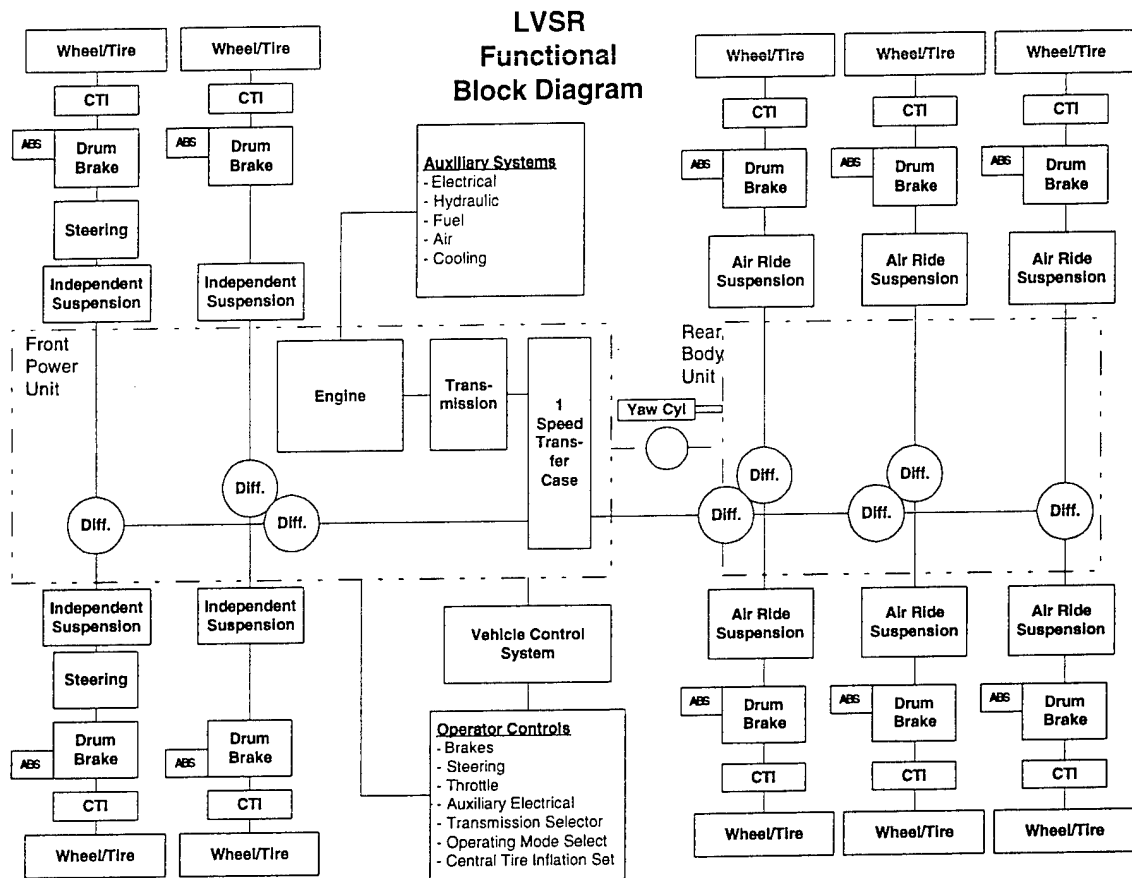 LVSR
Functional
Block Diagram
Wheel/Tire
Wheel/Tire
Wheel/Tire
Wheel/Tire
Wheel/Tire
CTI
CTI
CTI
CTI
CTI
ABS
Drum
Brake
ABS
Drum
Brake
ABS
Drum
Brake
ABS
Drum
Brake
ABS
Drum
Brake
Auxiliary Systems
- Electrical
- Hydraulic
- Fuel
- Air
- Cooling
Steering
Independent
Suspension
Independent
Suspension
Air Ride
Suspension
Air Ride
Suspension
Air Ride
Suspension
Front
Power
Unit
Engine
Trans-
mission
1
Speed
Trans-
fer
Case
Rear
Body
Unit
Yaw Cyl
Diff.
Diff.
Diff.
Diff.
Diff.
Diff.
Diff.
Diff.
Independent
Suspension
Independent
Suspension
Vehicle Control
System
Air Ride
Suspension
Air Ride
Suspension
Air Ride
Suspension
Steering
ABS
Drum
Brake
ABS
Drum
Brake
Operator Controls
- Brakes
- Steering
- Throttle
- Auxiliary Electrical
- Transmission Selector
- Operating Mode Select
- Central Tire Inflation Set
ABS
Drum
Brake
ABS
Drum
Brake
ABS
Drum
Brake
CTI
CTI
CTI
CTI
CTI
Wheel/Tire
Wheel/Tire
Wheel/Tire
Wheel/Tire
Wheel/Tire